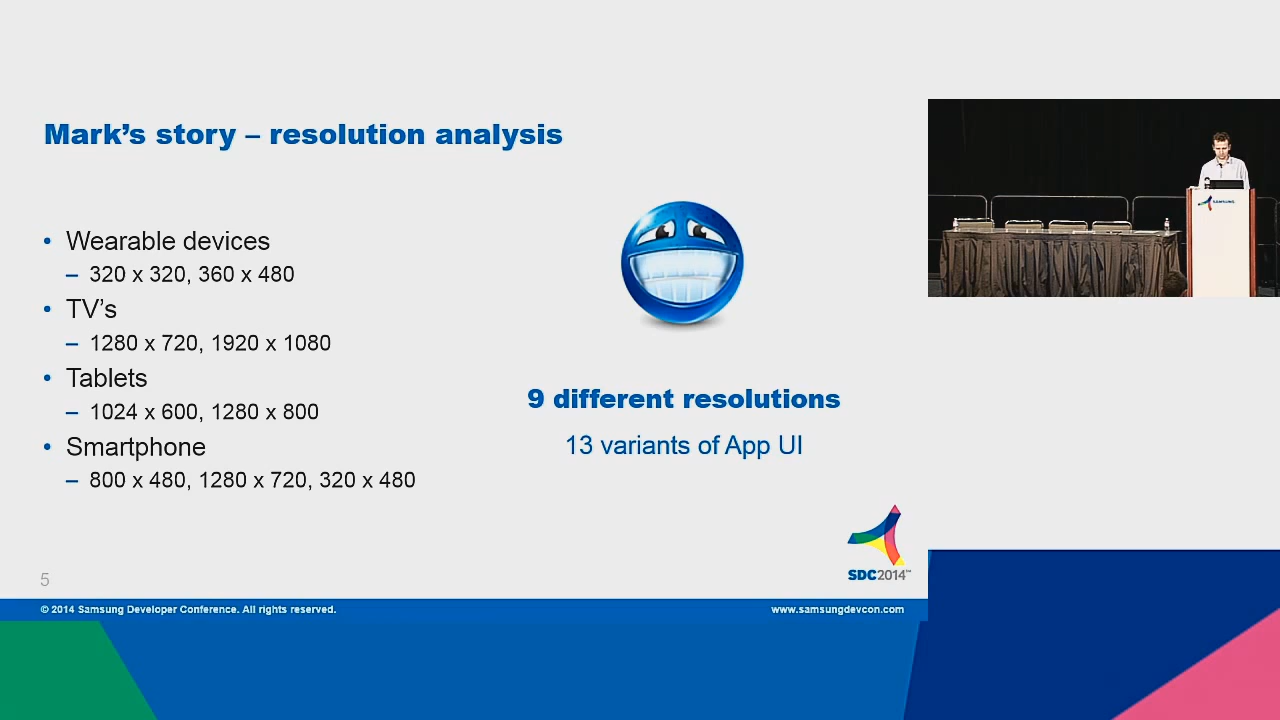 Mark’s story – resolution analysis
• Wearable devices
– 320 x 320, 360 x 480
• TV’s
– 1280 x 720, 1920 x 1080
• Tablets
– 1024 x 600, 1280 x 800
• Smartphone
– 800 x 480, 1280 x 720, 320 x 480
9 different resolutions
13 variants of App UI
SAMSUNG
SDC2014™
5
© 2014 Samsung Developer Conference. All rights reserved.
www.samsungdevcon.com